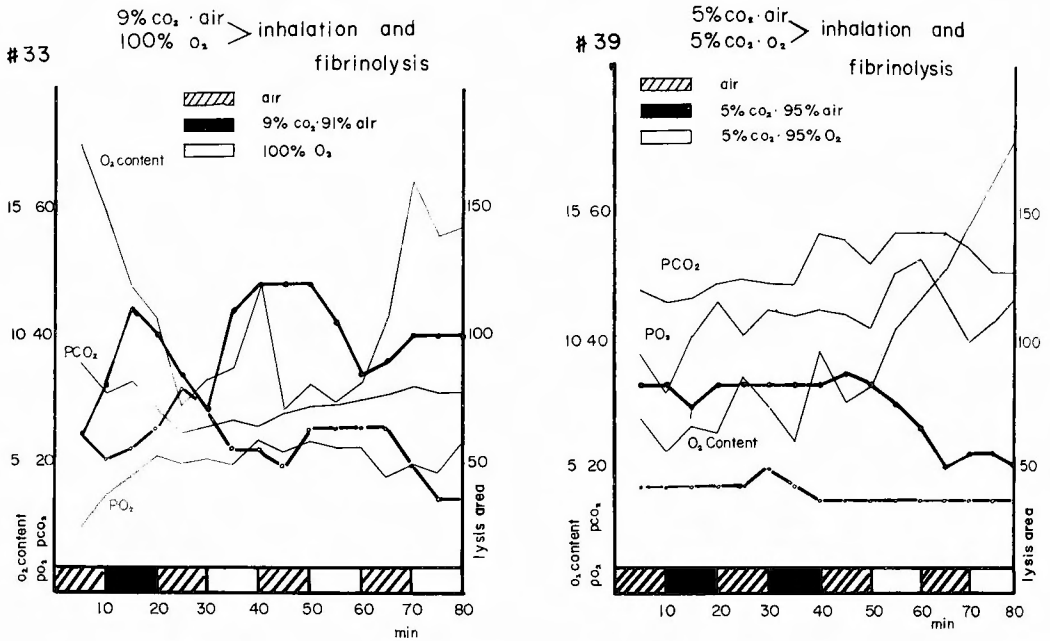 #33
9% co₂ · air
100% O₂
> inhalation and
fibrinolysis
air
9% co₂·91% air
100% O₂
O₂ content
PCO₂
PO₂
15 60
10 40
5 20
150
100
50
O₂ content
po₂ pco₂
lysis area
10 20 30 40 50 60 70 80
min
#39
5% co₂ · air
5% co₂ · O₂
> inhalation and
fibrinolysis
air
5% co₂ · 95% air
5% co₂ · 95% O₂
PCO₂
PO₂
O₂ Content
15 60
10 40
5 20
150
100
50
O₂ content
po₂ pco₂
lysis area
10 20 30 40 50 60 70 80
min